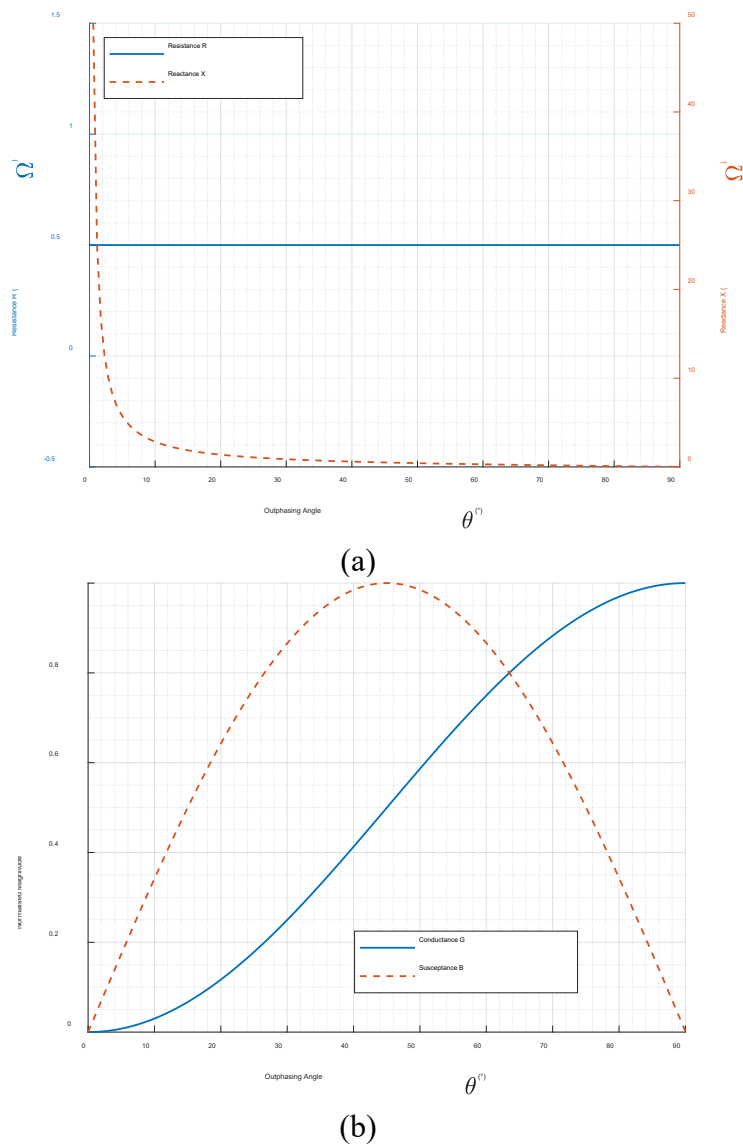 1.5
50
Resistance R
Reactance X
40
1
Ω
Ω
30
0.5
20
Resistance R (
Reactance X (
0
10
-0.5
0
0 10 20 30 40 50 60 70 80 90
Outphasing Angle θ (°)
(a)
0.8
0.6
0.4
Normalised Magnitude
Conductance G
0.2
Susceptance B
0
0 10 20 30 40 50 60 70 80 90
Outphasing Angle θ (°)
(b)